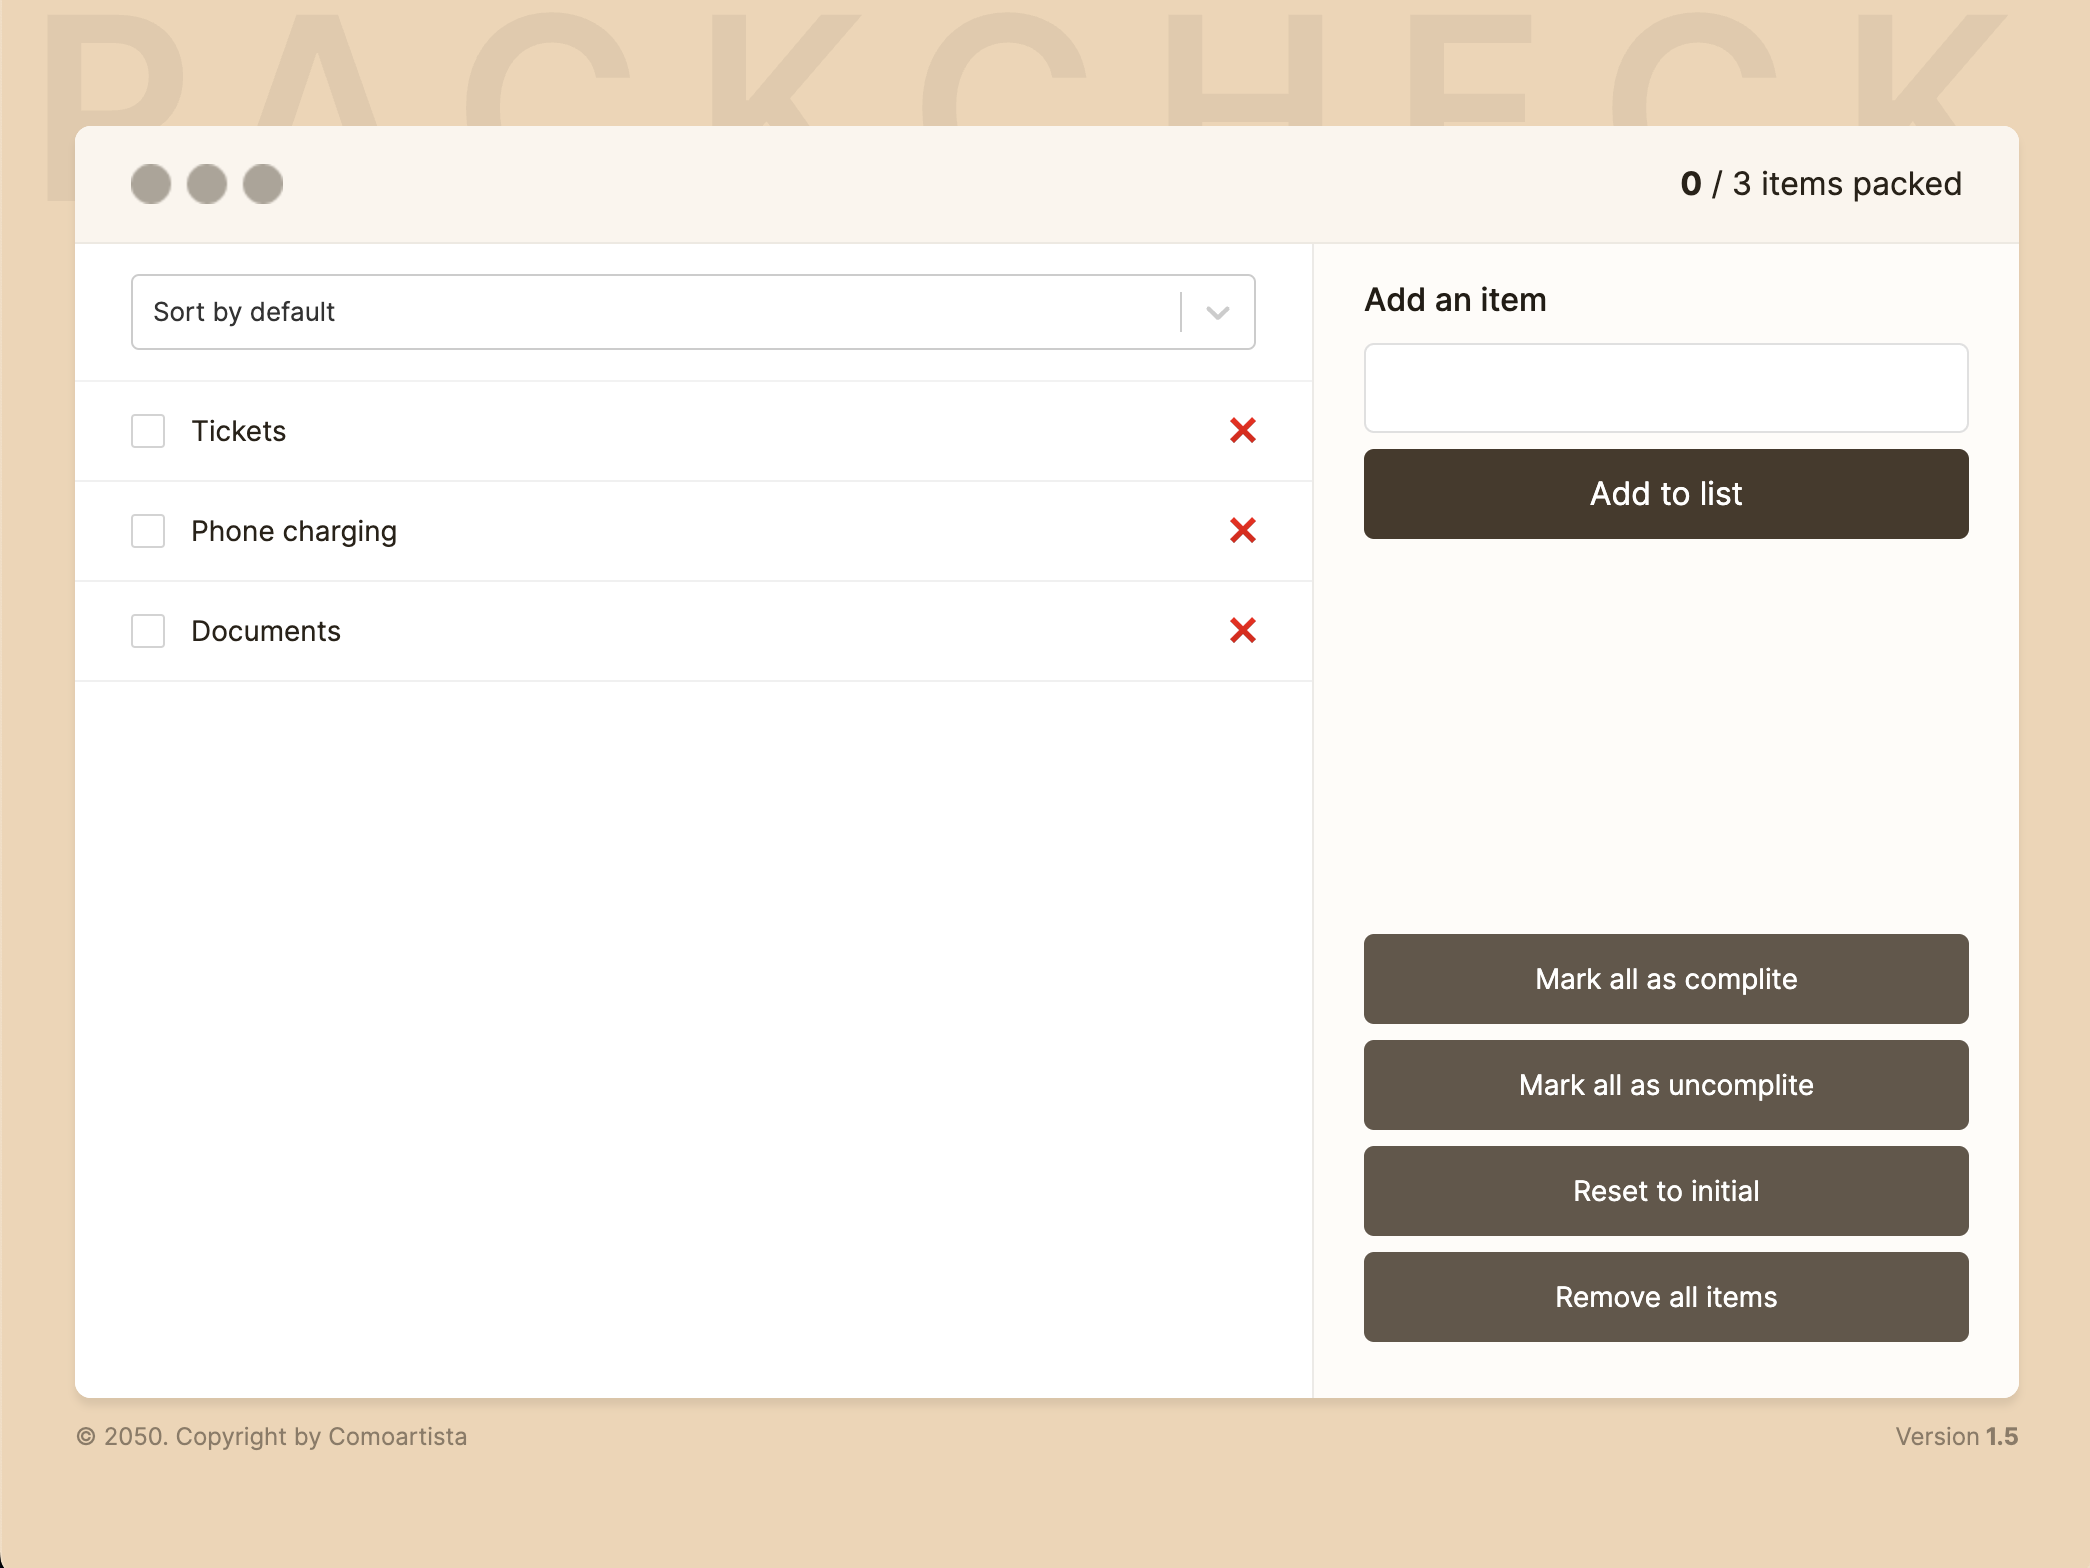 PACKCHECK
0 / 3 items packed
Sort by default
Tickets
Phone charging
Documents
Add an item
Add to list
Mark all as complite
Mark all as uncomplite
Reset to initial
Remove all items
© 2050. Copyright by Comoartista
Version 1.5